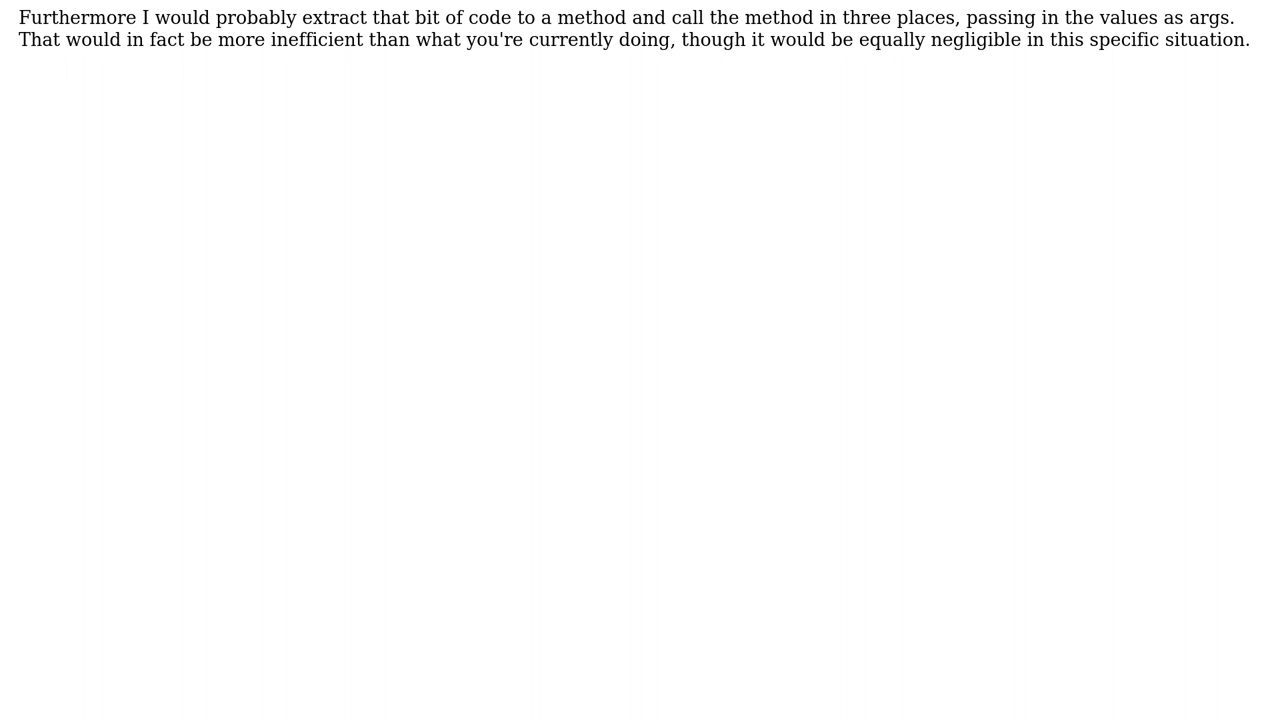 Furthermore I would probably extract that bit of code to a method and call the method in three places, passing in the values as args.
That would in fact be more inefficient than what you're currently doing, though it would be equally negligible in this specific situation.